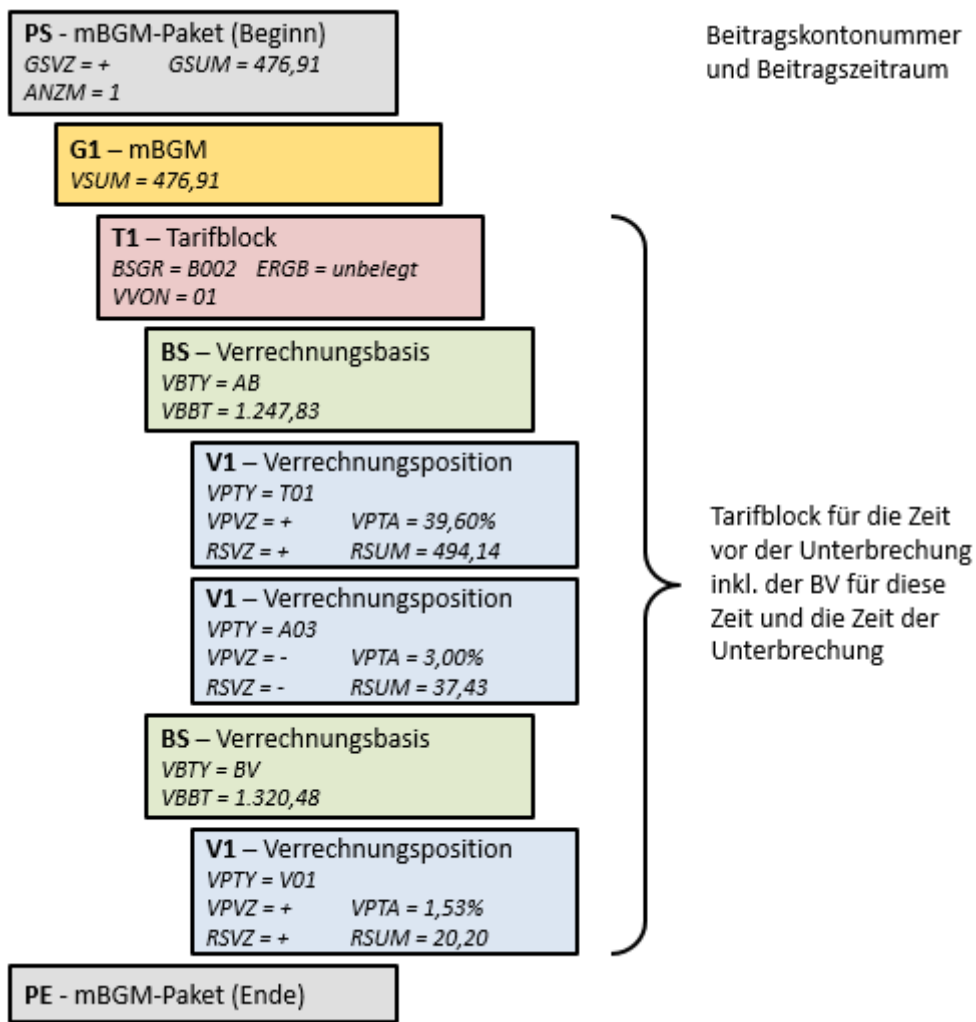 PS - mBGM-Paket (Beginn)
GSVZ = + GSUM = 476,91
ANZM = 1
Beitragskontonummer
und Beitragszeitraum
G1 – mBGM
VSUM = 476,91
T1 – Tarifblock
BSGR = B002 ERGB = unbelegt
VVON = 01
BS – Verrechnungsbasis
VBTY = AB
VBBT = 1.247,83
V1 – Verrechnungsposition
VPTY = T01
VPVZ = + VPTA = 39,60%
RSVZ = + RSUM = 494,14
V1 – Verrechnungsposition
VPTY = A03
VPVZ = - VPTA = 3,00%
RSVZ = - RSUM = 37,43
BS – Verrechnungsbasis
VBTY = BV
VBBT = 1.320,48
V1 – Verrechnungsposition
VPTY = V01
VPVZ = + VPTA = 1,53%
RSVZ = + RSUM = 20,20
Tarifblock für die Zeit
vor der Unterbrechung
inkl. der BV für diese
Zeit und die Zeit der
Unterbrechung
PE - mBGM-Paket (Ende)